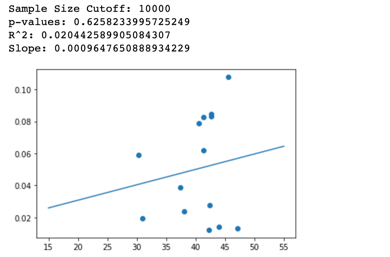 Sample Size Cutoff: 10000
p-values: 0.6258233995725249
R^2: 0.020442589905084307
Slope: 0.0009647650888934229
0.10
0.08
0.06
0.04
0.02
15 20 25 30 35 40 45 50 55